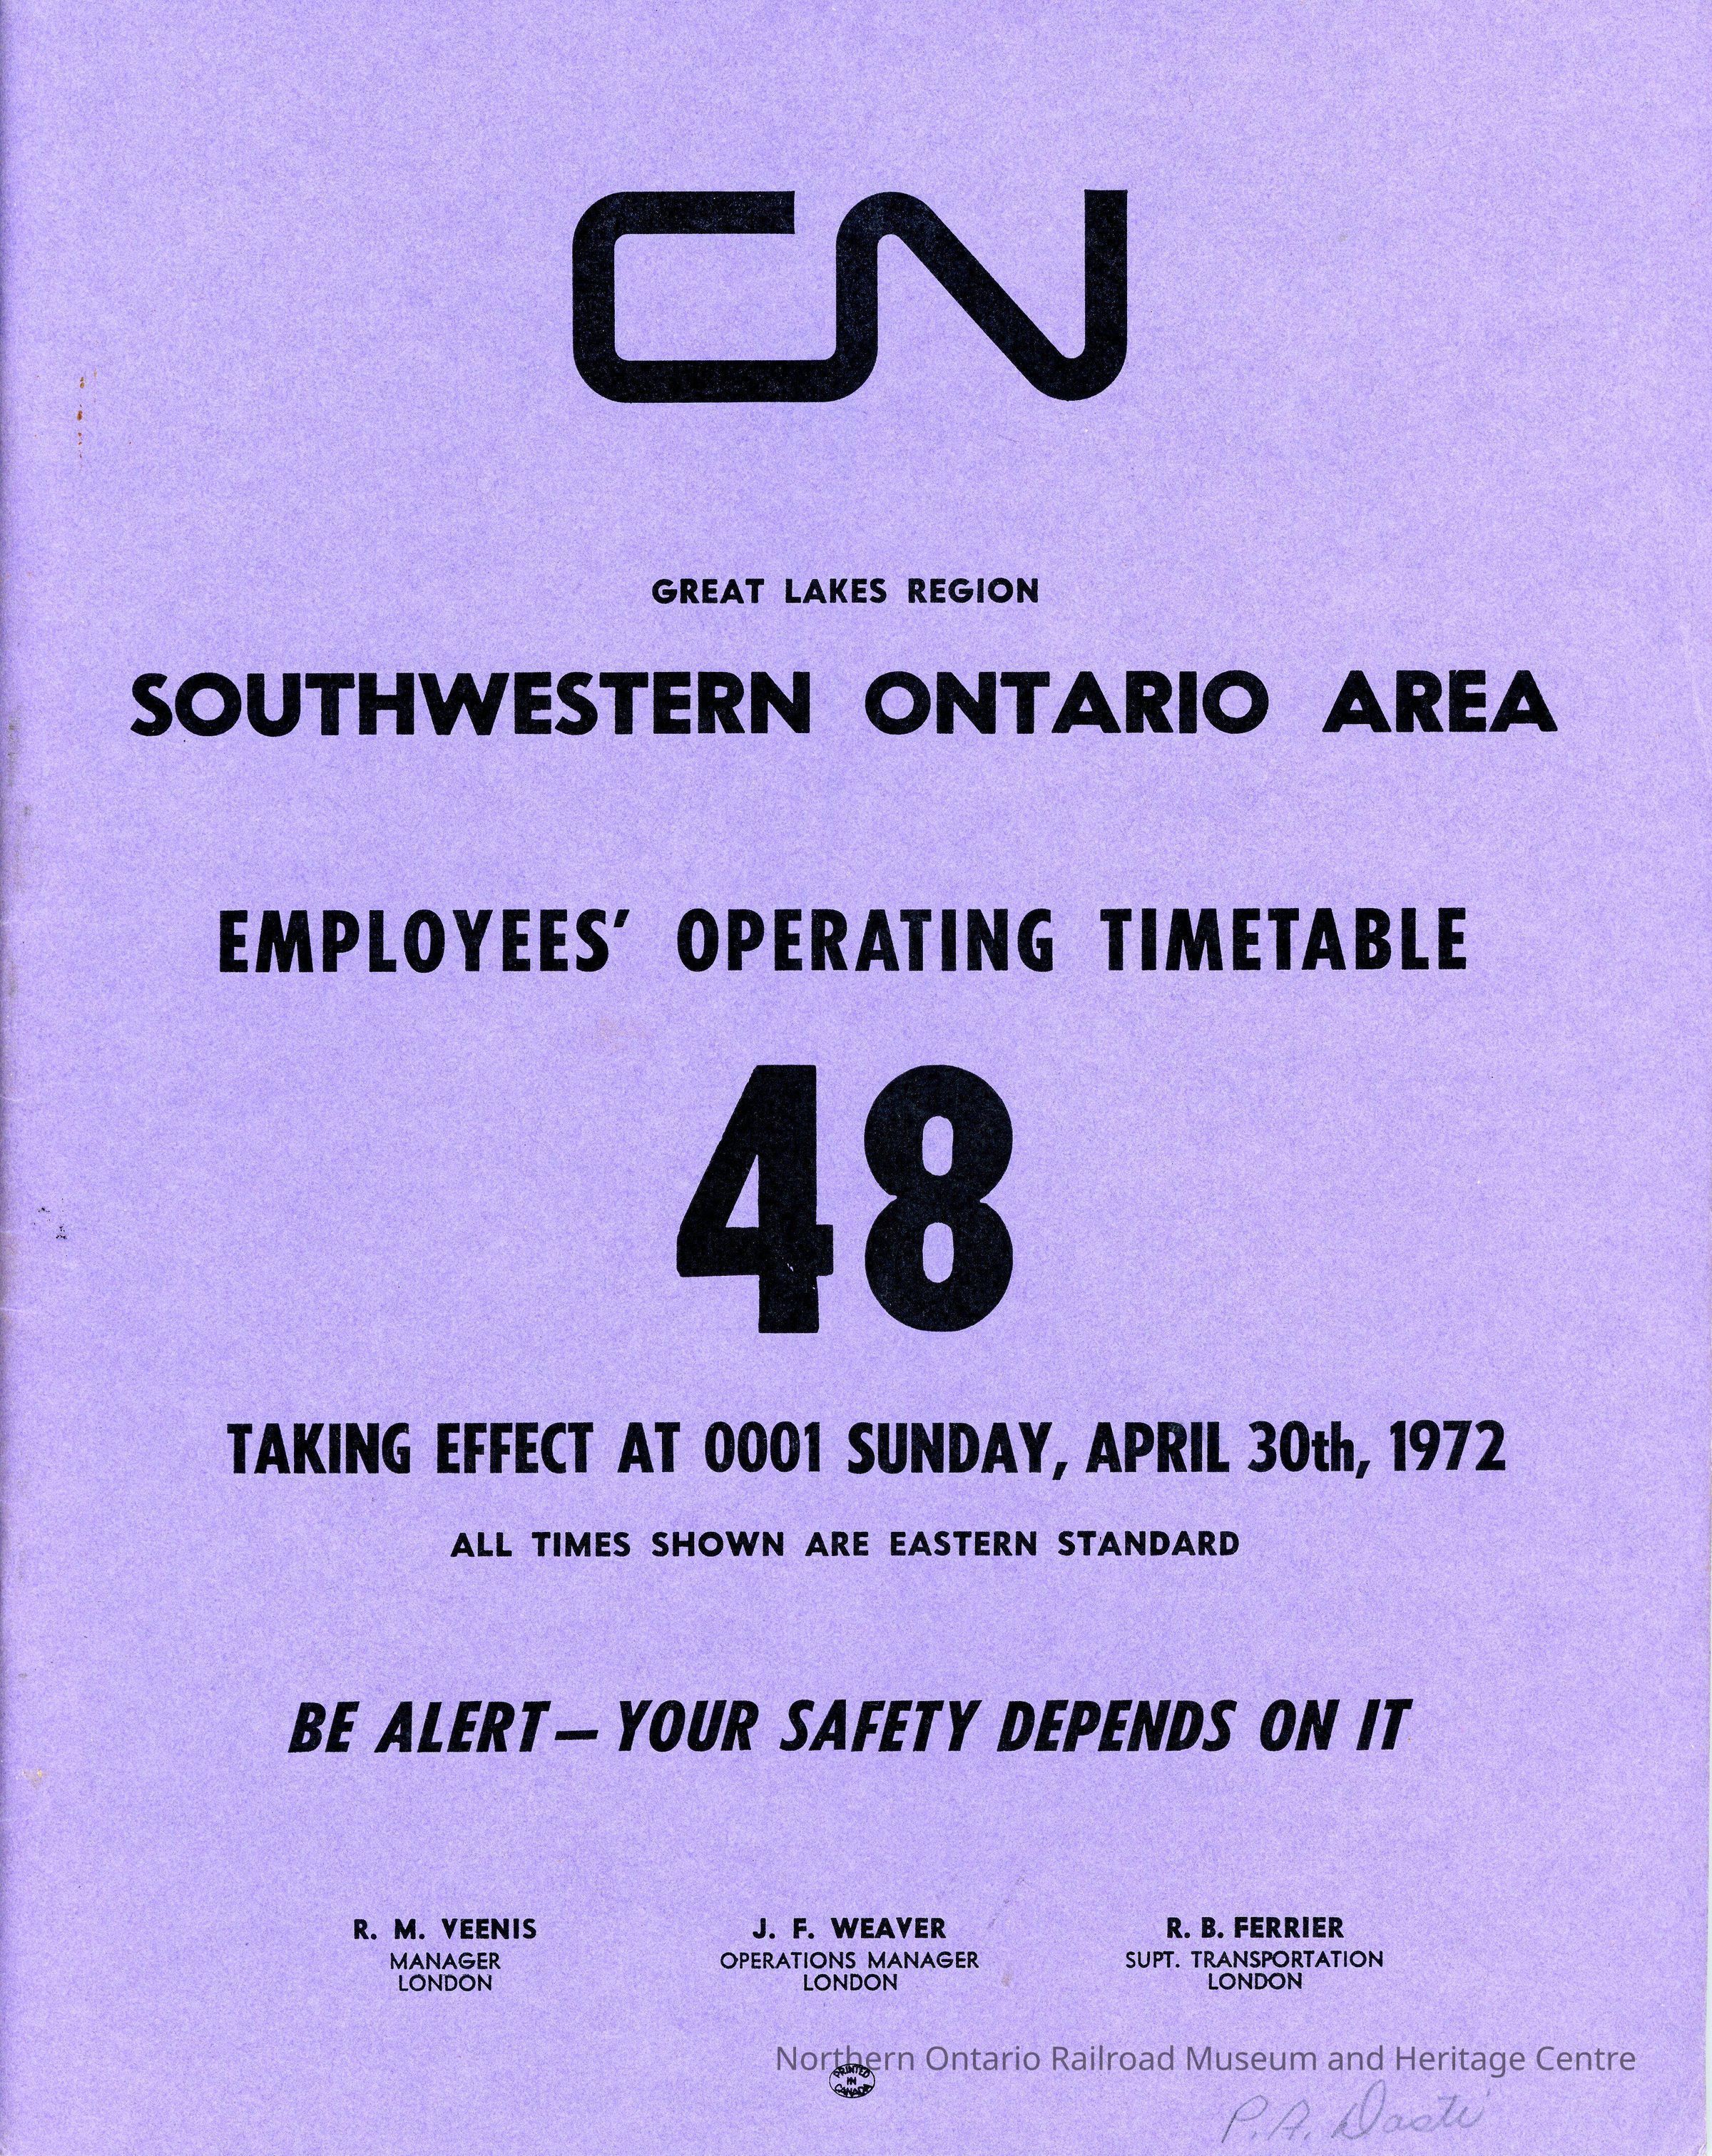 CN
GREAT LAKES REGION
SOUTHWESTERN ONTARIO AREA
EMPLOYEES' OPERATING TIMETABLE
48
TAKING EFFECT AT 0001 SUNDAY, APRIL 30th, 1972
ALL TIMES SHOWN ARE EASTERN STANDARD
BE ALERT — YOUR SAFETY DEPENDS ON IT
R. M. VEENIS
MANAGER
LONDON
J. F. WEAVER
OPERATIONS MANAGER
LONDON
R. B. FERRIER
SUPT. TRANSPORTATION
LONDON
Northern Ontario Railroad Museum and Heritage Centre
PRINTED
IN
CANADA
P. A.